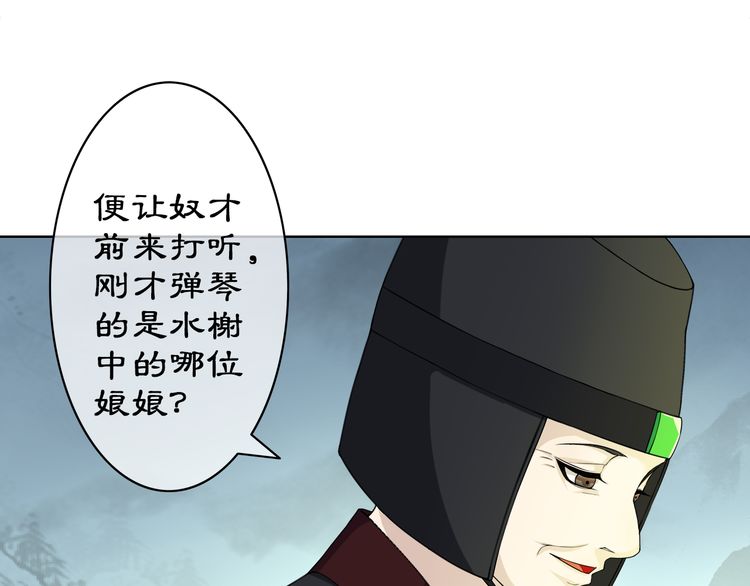 便让奴才
前来打听，
刚才弹琴
的是水榭
中的哪位
娘娘？